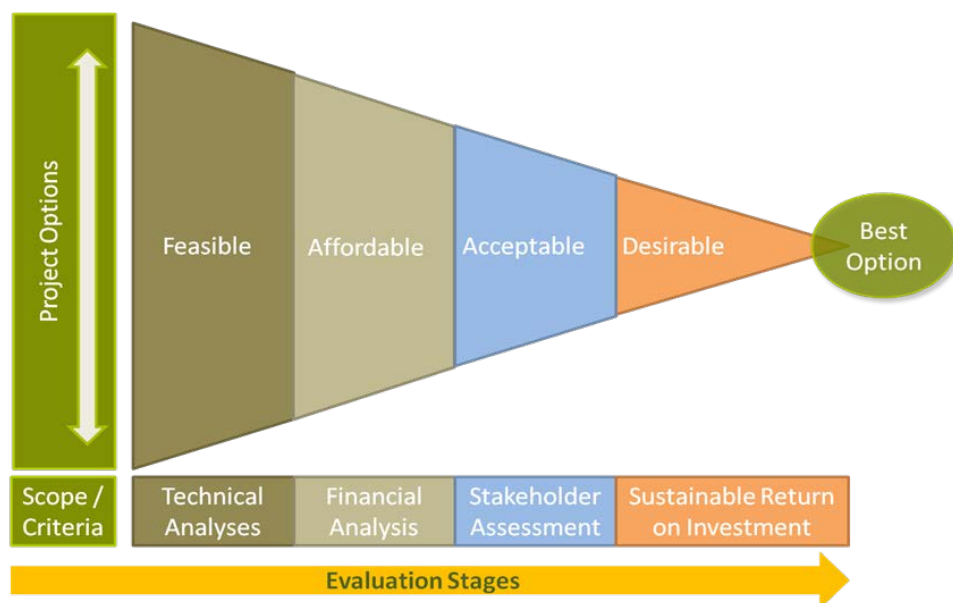 Project Options
Feasible
Affordable
Acceptable
Desirable
Best
Option
Scope /
Criteria
Technical
Analyses
Financial
Analysis
Stakeholder
Assessment
Sustainable Return
on Investment
Evaluation Stages